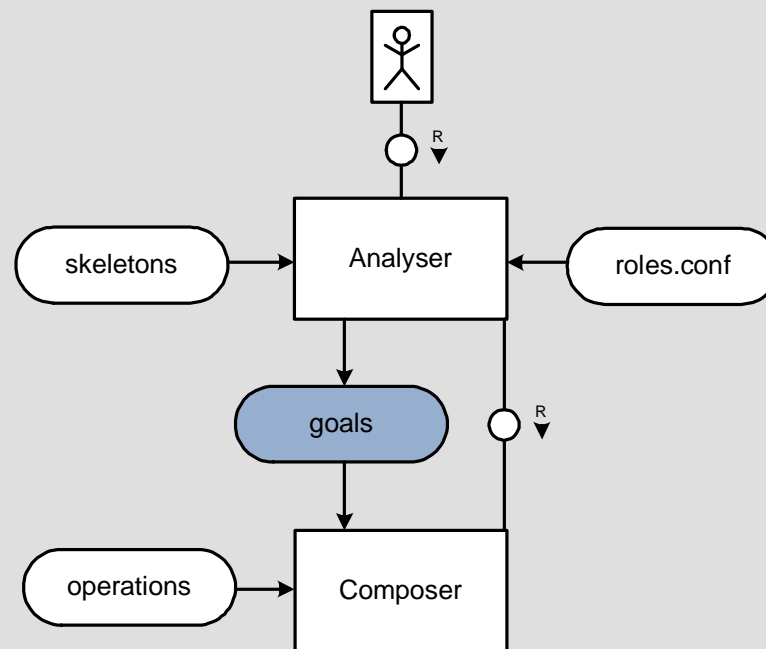 R
skeletons
Analyser
roles.conf
goals
R
operations
Composer